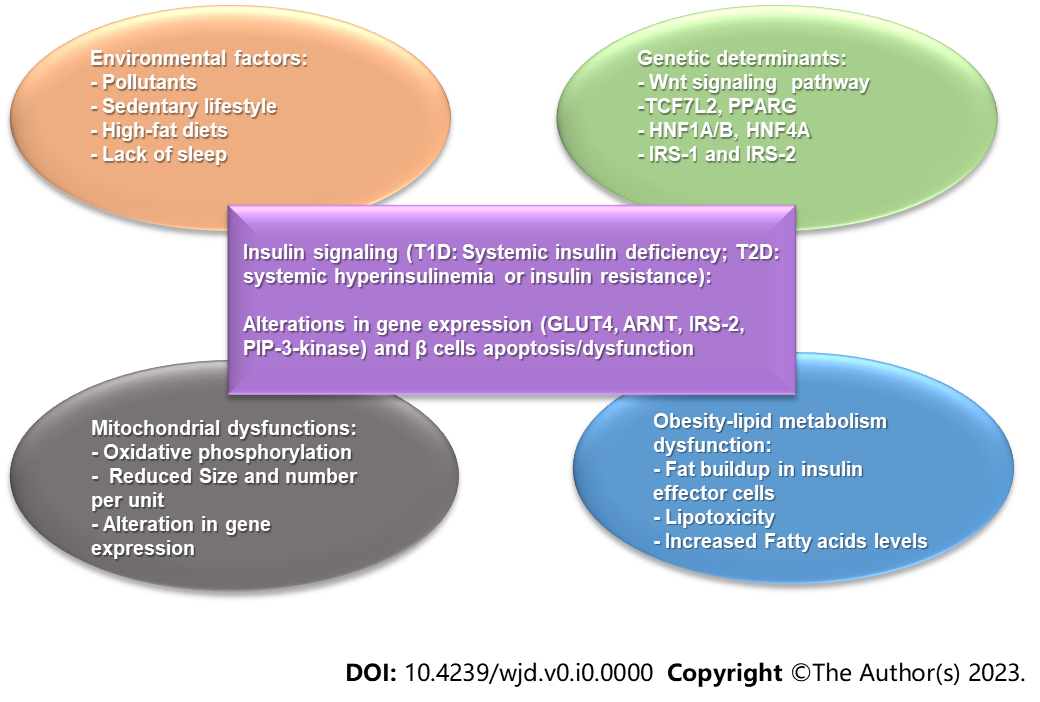 Environmental factors:
- Pollutants
- Sedentary lifestyle
- High-fat diets
- Lack of sleep
Genetic determinants:
- Wnt signaling pathway
-TCF7L2, PPARG
- HNF1A/B, HNF4A
- IRS-1 and IRS-2
Insulin signaling (T1D: Systemic insulin deficiency; T2D:
systemic hyperinsulinemia or insulin resistance):
Alterations in gene expression (GLUT4, ARNT, IRS-2,
PIP-3-kinase) and β cells apoptosis/dysfunction
Mitochondrial dysfunctions:
- Oxidative phosphorylation
- Reduced Size and number
per unit
- Alteration in gene
expression
Obesity-lipid metabolism
dysfunction:
- Fat buildup in insulin
effector cells
- Lipotoxicity
- Increased Fatty acids levels
DOI: 10.4239/wjd.v0.i0.0000 Copyright ©The Author(s) 2023.